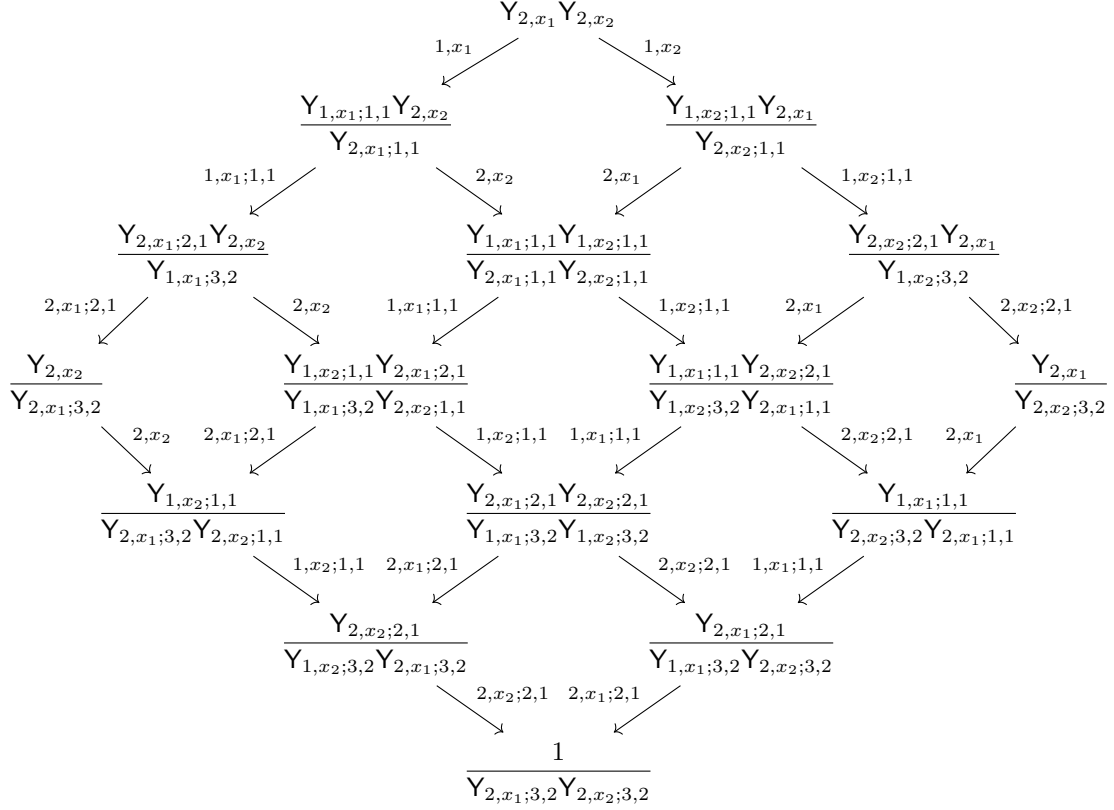 Y_{2,x_1} Y_{2,x_2}
1,x_1 1,x_2
Y_{1,x_1;1,1} Y_{2,x_2} Y_{1,x_2;1,1} Y_{2,x_1}
Y_{2,x_1;1,1} Y_{2,x_2;1,1}
1,x_1;1,1 2,x_2 2,x_1 1,x_2;1,1
Y_{2,x_1;2,1} Y_{2,x_2} Y_{1,x_1;1,1} Y_{1,x_2;1,1} Y_{2,x_2;2,1} Y_{2,x_1}
Y_{1,x_1;3,2} Y_{2,x_1;1,1} Y_{2,x_2;1,1} Y_{1,x_2;3,2}
2,x_1;2,1 2,x_2 1,x_1;1,1 1,x_2;1,1 2,x_1 2,x_2;2,1
Y_{2,x_2} Y_{1,x_2;1,1} Y_{2,x_1;2,1} Y_{1,x_1;1,1} Y_{2,x_2;2,1} Y_{2,x_1}
Y_{2,x_1;3,2} Y_{1,x_1;3,2} Y_{2,x_2;1,1} Y_{1,x_2;3,2} Y_{2,x_1;1,1} Y_{2,x_2;3,2}
2,x_2 2,x_1;2,1 1,x_2;1,1 1,x_1;1,1 2,x_2;2,1 2,x_1
Y_{1,x_2;1,1} Y_{2,x_1;2,1} Y_{2,x_2;2,1} Y_{1,x_1;1,1}
Y_{2,x_1;3,2} Y_{2,x_2;1,1} Y_{1,x_1;3,2} Y_{1,x_2;3,2} Y_{2,x_2;3,2} Y_{2,x_1;1,1}
1,x_2;1,1 2,x_1;2,1 2,x_2;2,1 1,x_1;1,1
Y_{2,x_2;2,1} Y_{2,x_1;2,1}
Y_{1,x_2;3,2} Y_{2,x_1;3,2} Y_{1,x_1;3,2} Y_{2,x_2;3,2}
2,x_2;2,1 2,x_1;2,1
1
Y_{2,x_1;3,2} Y_{2,x_2;3,2}